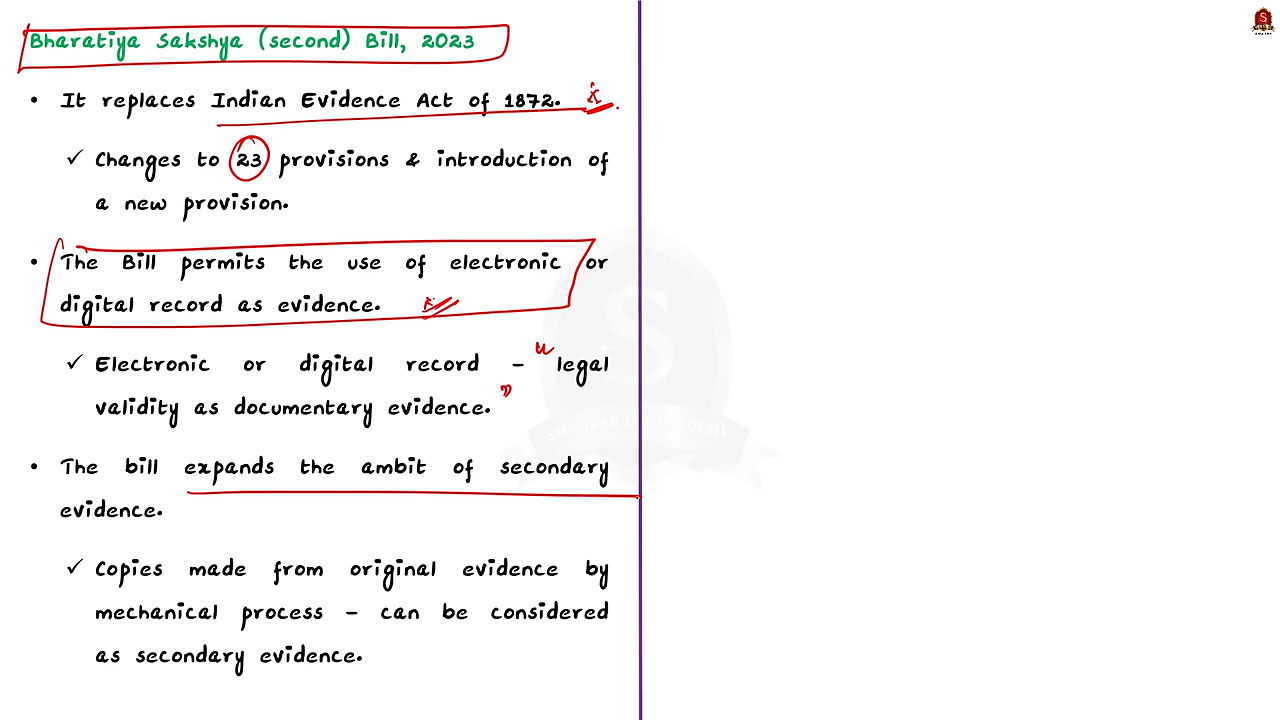 Bharatiya Sakshya (second) Bill, 2023
• It replaces Indian Evidence Act of 1872.
✓ Changes to 23 provisions & introduction of
a new provision.
• The Bill permits the use of electronic or
digital record as evidence.
✓ Electronic or digital record – "legal
validity as documentary evidence."
• The bill expands the ambit of secondary
evidence.
✓ Copies made from original evidence by
mechanical process – can be considered
as secondary evidence.